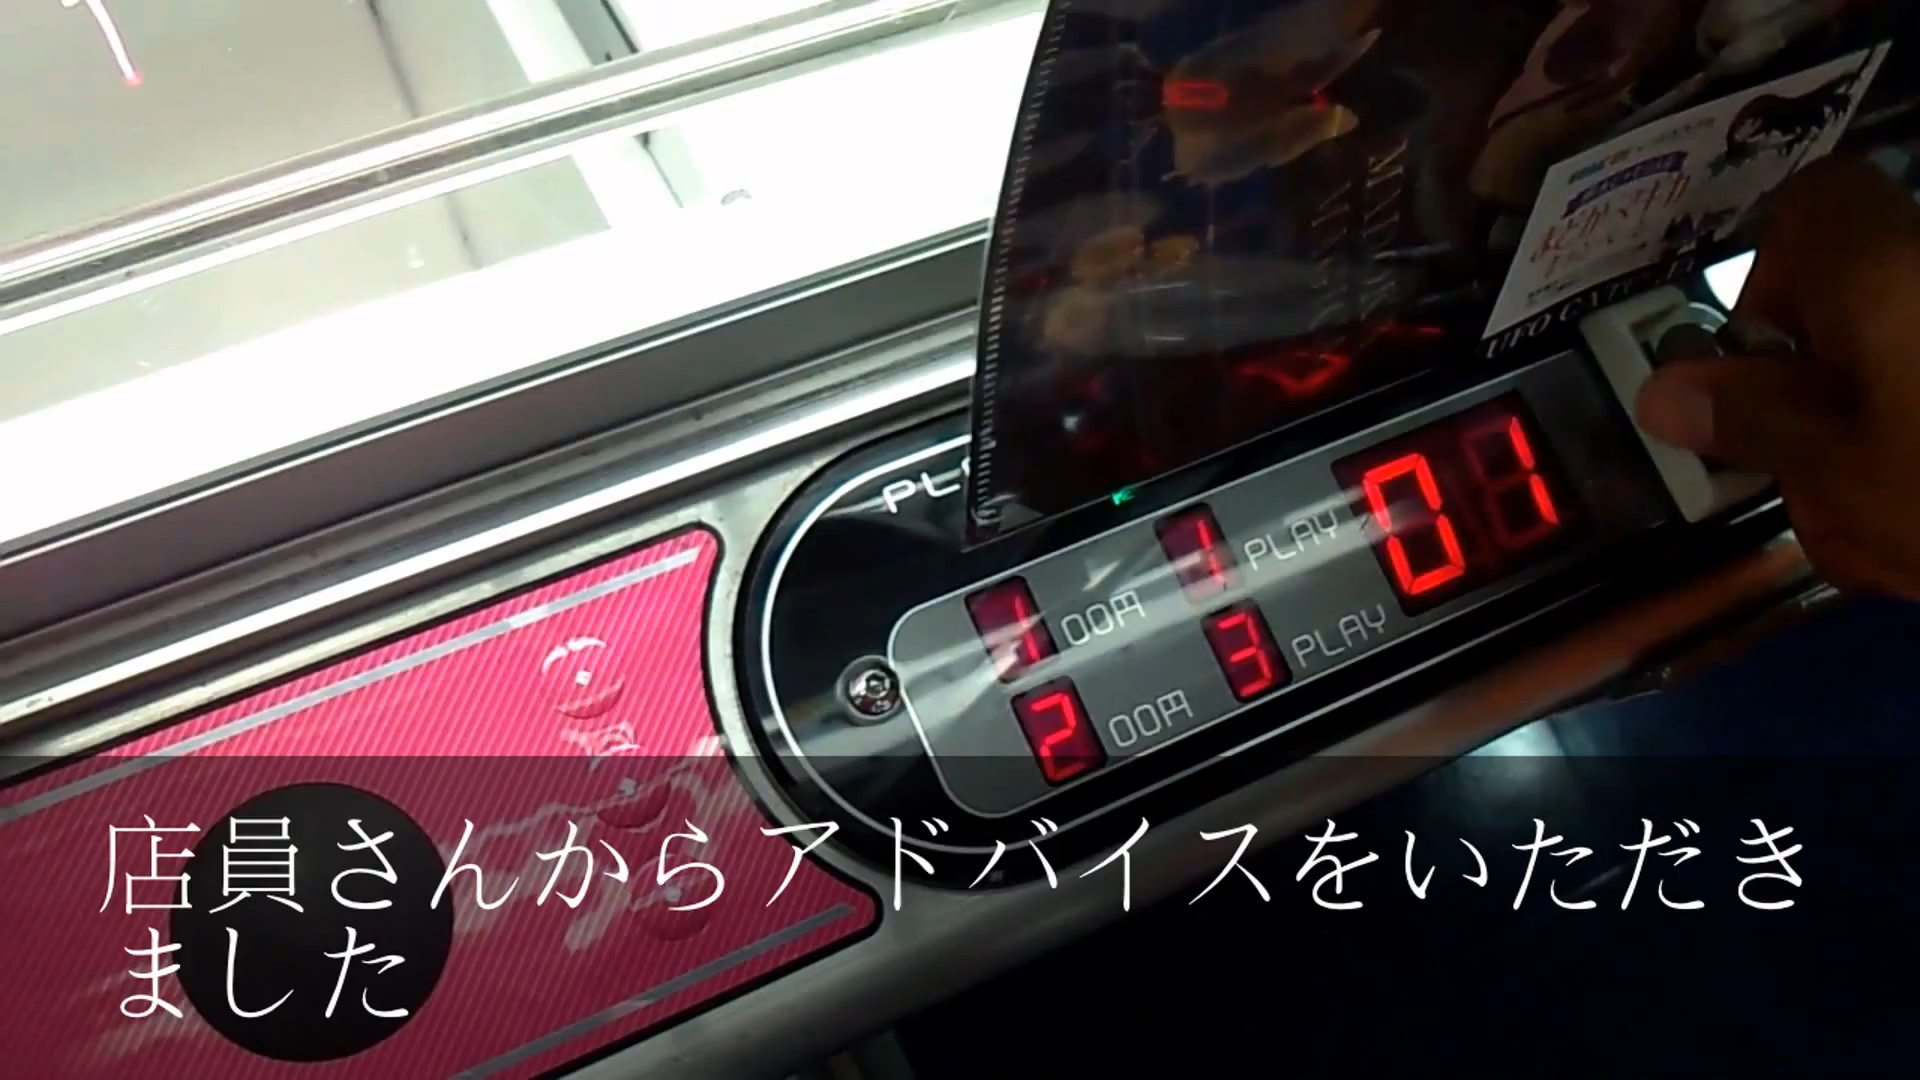 UFO CATCHER
PL
1 00円 1 PLAY 01
2 00円 3 PLAY
店員さんからアドバイスをいただき
ました